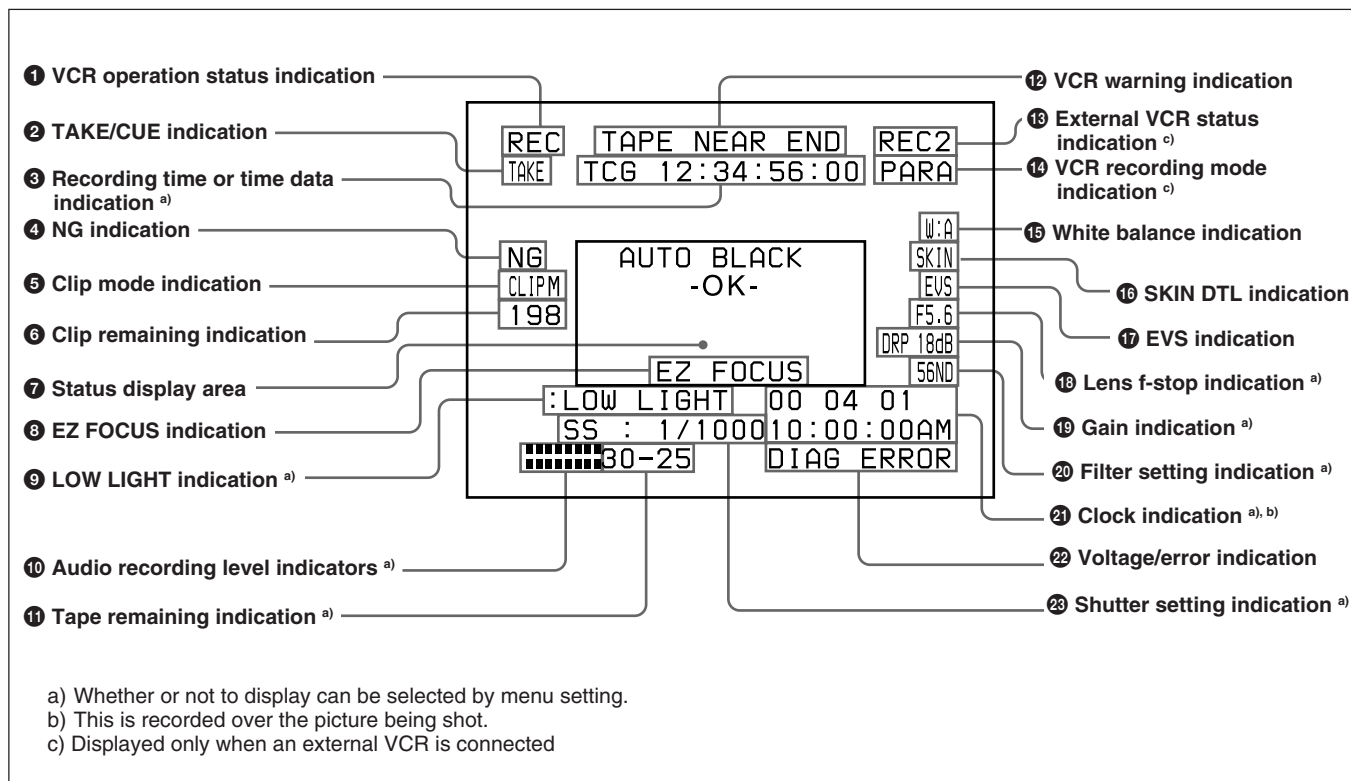 ❶ VCR operation status indication
❷ TAKE/CUE indication
❸ Recording time or time data
indication a)
❹ NG indication
❺ Clip mode indication
❻ Clip remaining indication
❼ Status display area
❽ EZ FOCUS indication
❾ LOW LIGHT indication a)
❿ Audio recording level indicators a)
⓫ Tape remaining indication a)
REC
TAPE NEAR END
REC2
TAKE
TCG 12:34:56:00
PARA
W:A
NG
AUTO BLACK
SKIN
CLIP M
-OK-
EVS
198
F5.6
DRP 18dB
EZ FOCUS
56ND
:LOW LIGHT
00 04 01
SS : 1/1000
10:00:00AM
30-25
DIAG ERROR
⓬ VCR warning indication
⓭ External VCR status
indication c)
⓮ VCR recording mode
indication c)
⓯ White balance indication
⓰ SKIN DTL indication
⓱ EVS indication
⓲ Lens f-stop indication a)
⓳ Gain indication a)
⓴ Filter setting indication a)
㉑ Clock indication a), b)
㉒ Voltage/error indication
㉓ Shutter setting indication a)
a) Whether or not to display can be selected by menu setting.
b) This is recorded over the picture being shot.
c) Displayed only when an external VCR is connected